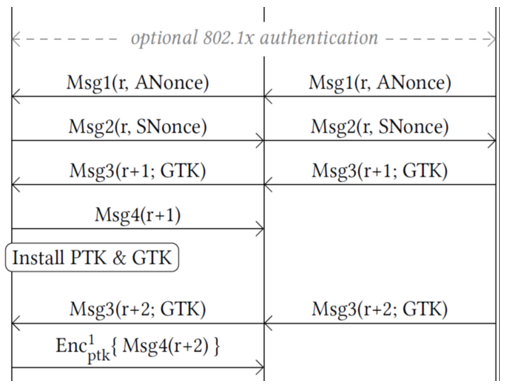 optional 802.1x authentication
Msg1(r, ANonce) Msg1(r, ANonce)
Msg2(r, SNonce) Msg2(r, SNonce)
Msg3(r+1; GTK) Msg3(r+1; GTK)
Msg4(r+1)
Install PTK & GTK
Msg3(r+2; GTK) Msg3(r+2; GTK)
Enc¹ptk{ Msg4(r+2) }